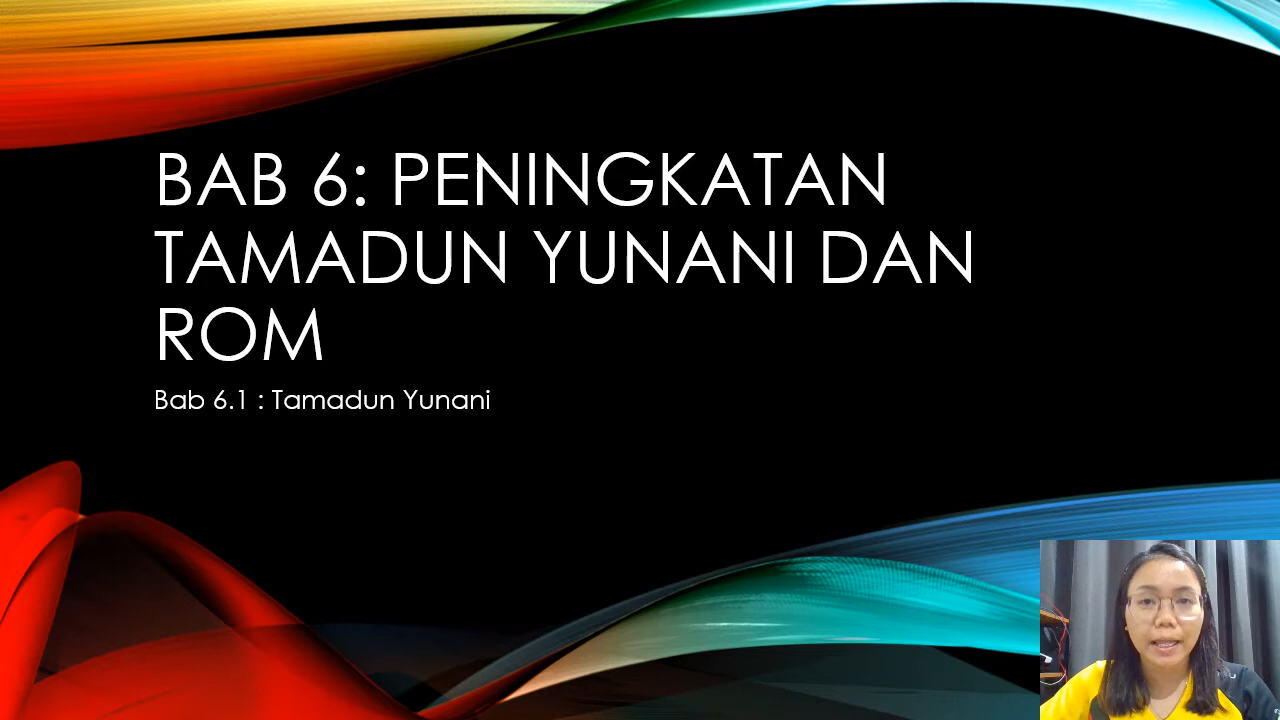 BAB 6: PENINGKATAN
TAMADUN YUNANI DAN
ROM
Bab 6.1 : Tamadun Yunani